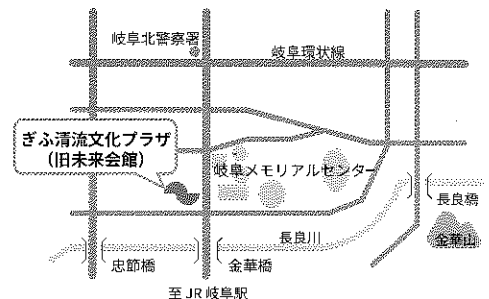 岐阜北警察署
岐阜環状線
ぎふ清流文化プラザ
(旧未来会館)
岐阜メモリアルセンター
長良橋
長良川
金華山
忠節橋
金華橋
至 JR 岐阜駅